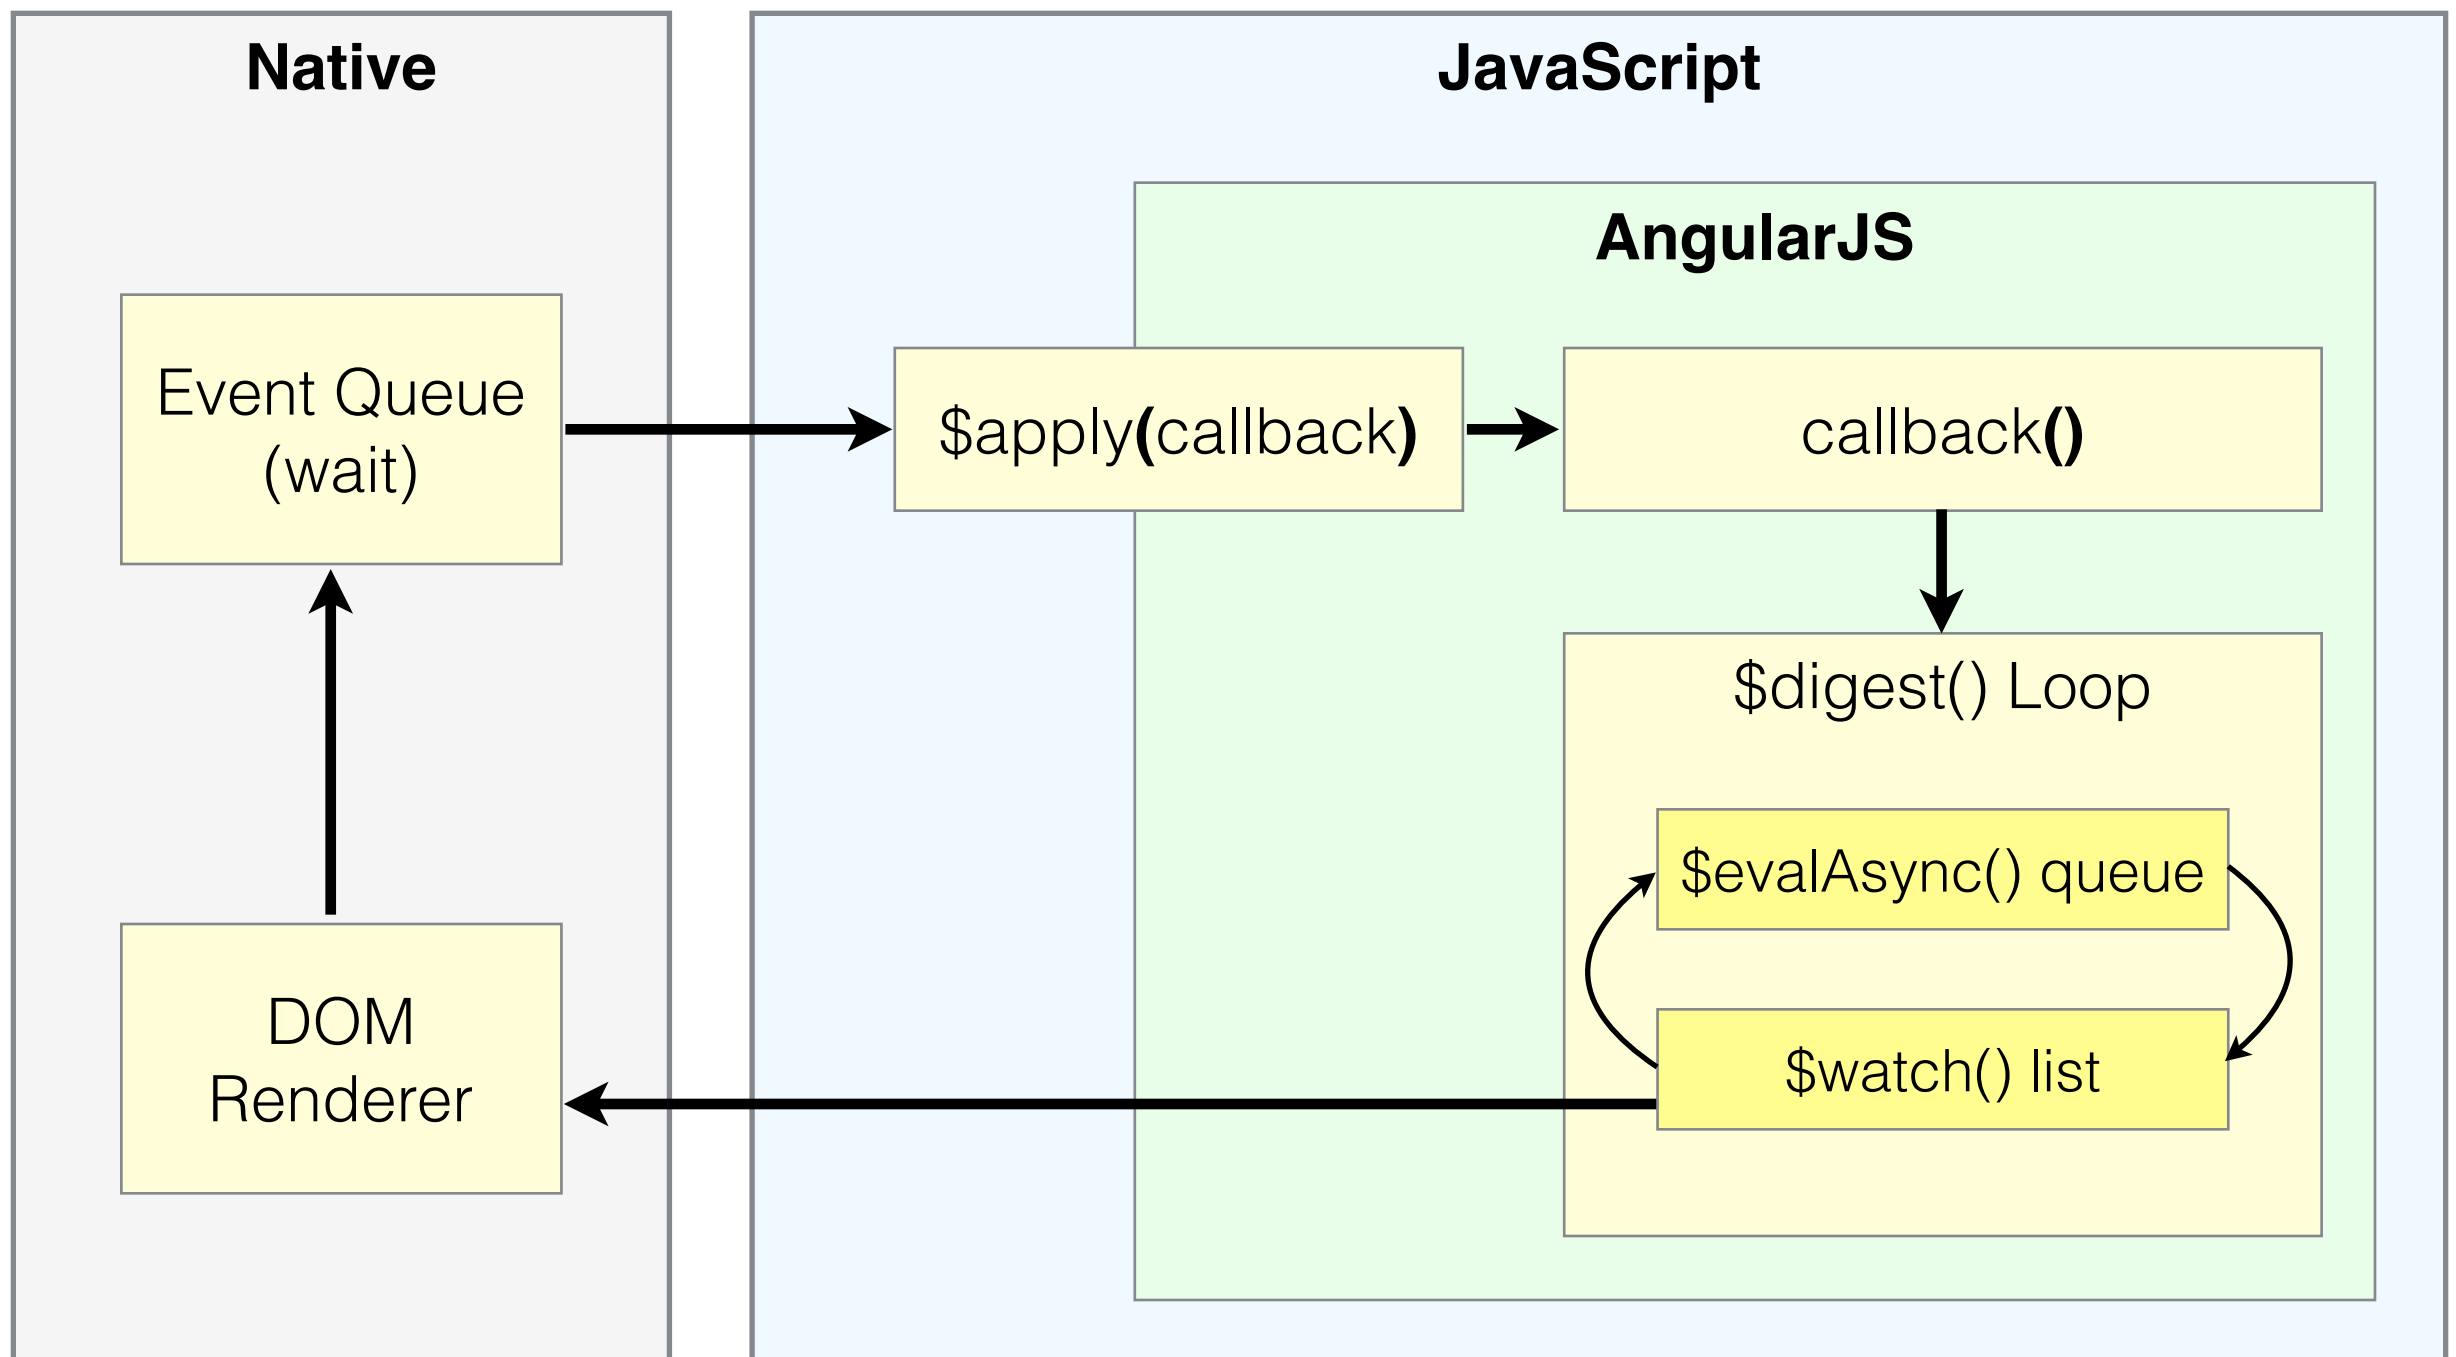 Native
Event Queue
(wait)
DOM
Renderer
JavaScript
AngularJS
$apply(callback)
callback()
$digest() Loop
$evalAsync() queue
$watch() list